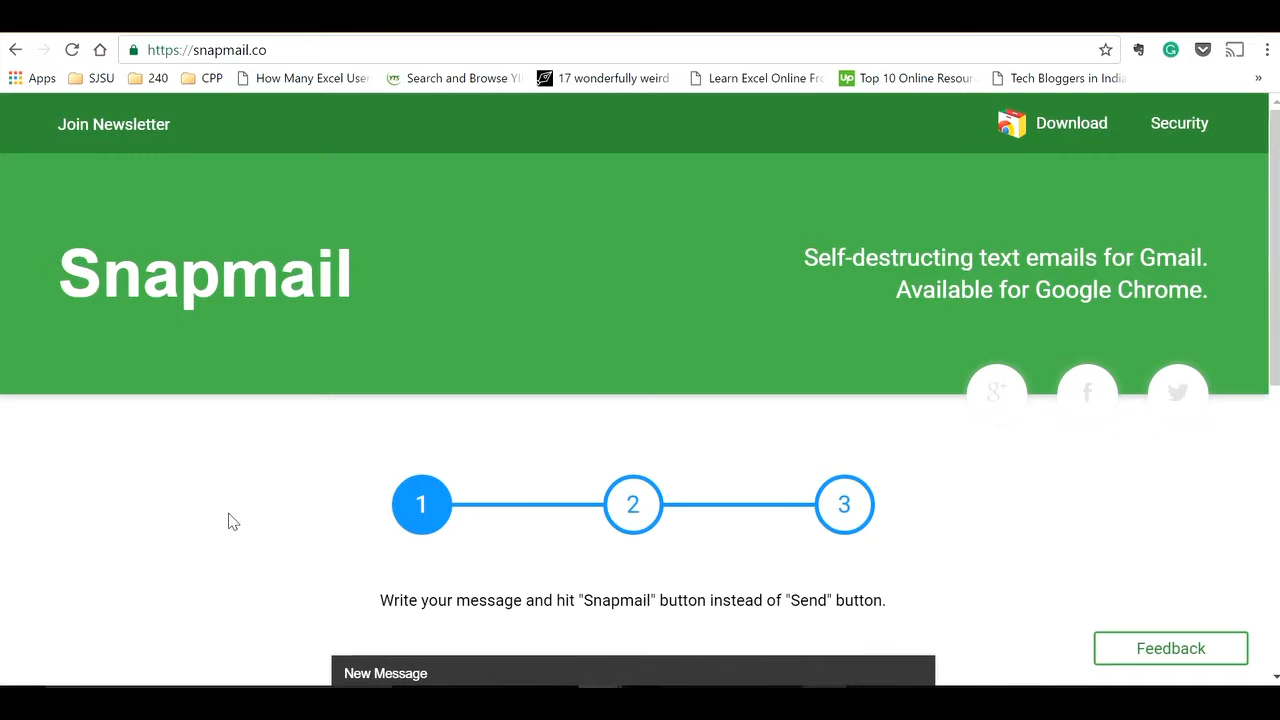 https://snapmail.co
Apps SJSU 240 CPP How Many Excel User Search and Browse 17 wonderfully weird Learn Excel Online Top 10 Online Resour Tech Bloggers in India »
Join Newsletter
Download
Security
Snapmail
Self-destructing text emails for Gmail.
Available for Google Chrome.
g+ f
1 2 3
Write your message and hit "Snapmail" button instead of "Send" button.
Feedback
New Message